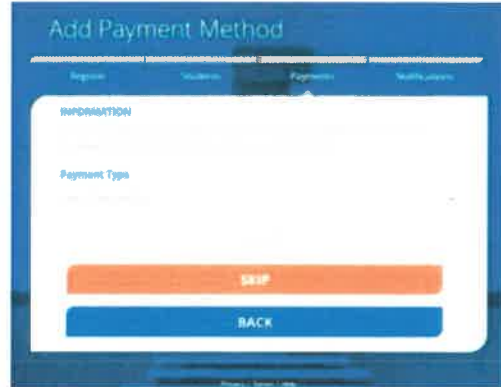 Add Payment Method
Register Students Payments Notifications
INFORMATION
Payment Type
SKIP
BACK